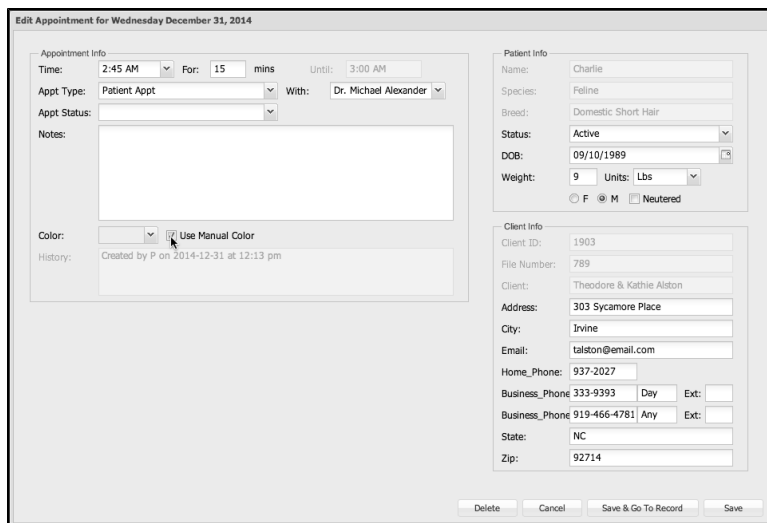 Edit Appointment for Wednesday December 31, 2014
Appointment Info
Time: 2:45 AM For: 15 mins Until: 3:00 AM
Appt Type: Patient Appt With: Dr. Michael Alexander
Appt Status:
Notes:
Color: Use Manual Color
History: Created by P on 2014-12-31 at 12:13 pm
Patient Info
Name: Charlie
Species: Feline
Breed: Domestic Short Hair
Status: Active
DOB: 09/10/1989
Weight: 9 Units: Lbs
F M Neutered
Client Info
Client ID: 1903
File Number: 789
Client: Theodore & Kathie Alston
Address: 303 Sycamore Place
City: Irvine
Email: talston@email.com
Home_Phone: 937-2027
Business_Phone 333-9393 Day Ext:
Business_Phone 919-466-4781 Any Ext:
State: NC
Zip: 92714
Delete Cancel Save & Go To Record Save